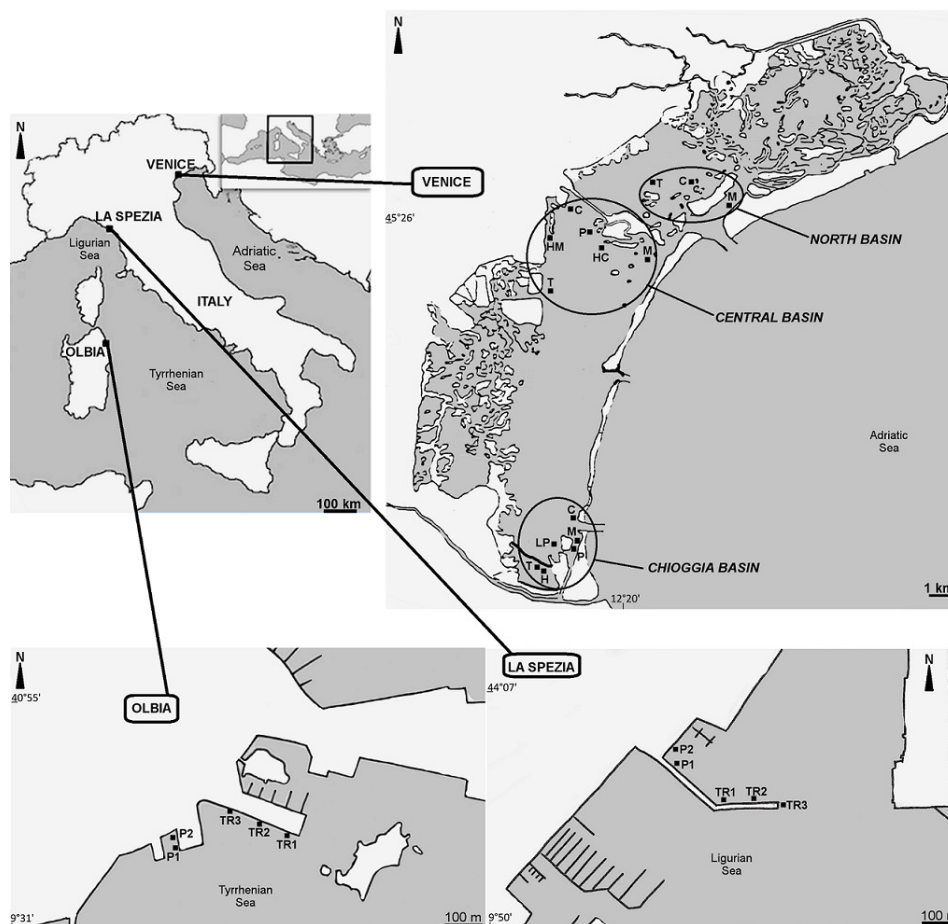 N
VENICE
LA SPEZIA
Ligurian
Sea
Adriatic
Sea
ITALY
OLBIA
Tyrrhenian
Sea
100 km
VENICE
N
45°26'
T
C
M
NORTH BASIN
C
P
HM
HC
M
T
CENTRAL BASIN
Adriatic
Sea
C
M
LP
P
T
H
CHIOGGIA BASIN
12°20'
1 km
N
40°55'
OLBIA
TR3
TR2
TR1
P2
P1
Tyrrhenian
Sea
9°31'
100 m
LA SPEZIA
44°07'
N
P2
P1
TR1
TR2
TR3
Ligurian
Sea
9°50'
100